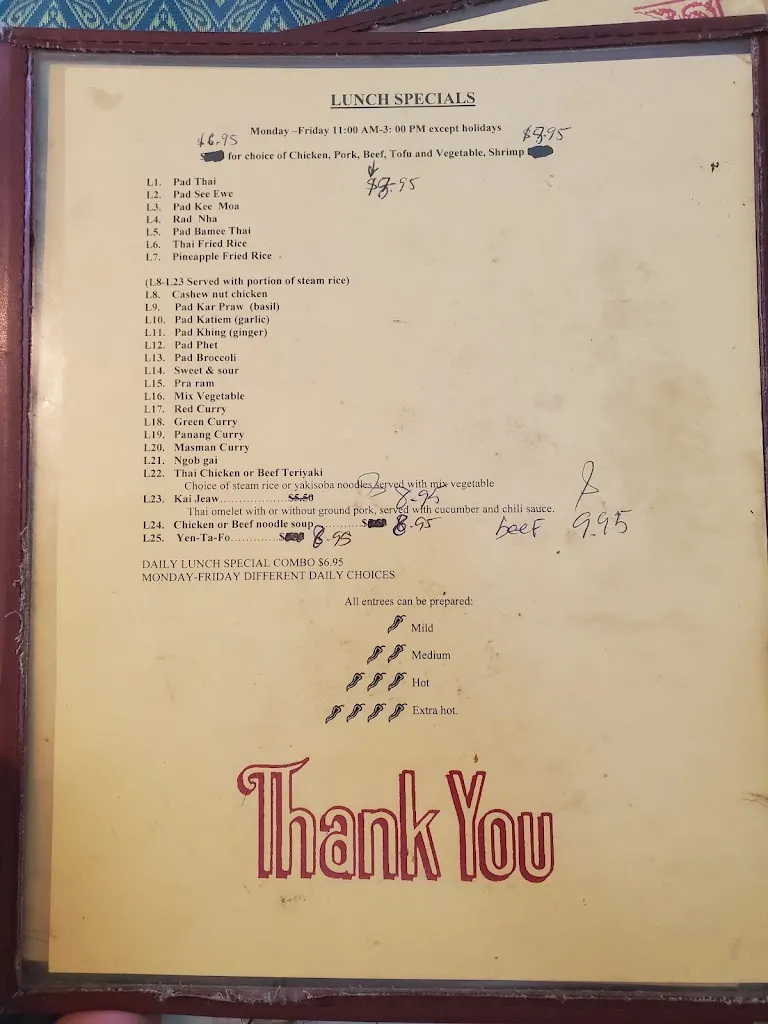 LUNCH SPECIALS
Monday –Friday 11:00 AM-3: 00 PM except holidays
$6.95
for choice of Chicken, Pork, Beef, Tofu and Vegetable, Shrimp
L1. Pad Thai
L2. Pad See Ewe
L3. Pad Kee Moa
L4. Rad Nha
L5. Pad Bamee Thai
L6. Thai Fried Rice
L7. Pineapple Fried Rice
(L8-L23 Served with portion of steam rice)
L8. Cashew nut chicken
L9. Pad Kar Praw (basil)
L10. Pad Katiem (garlic)
L11. Pad Khing (ginger)
L12. Pad Phet
L13. Pad Broccoli
L14. Sweet & sour
L15. Pra ram
L16. Mix Vegetable
L17. Red Curry
L18. Green Curry
L19. Panang Curry
L20. Masman Curry
L21. Ngob gai
L22. Thai Chicken or Beef Teriyaki
Choice of steam rice or yakisoba noodles served with mix vegetable
L23. Kai Jeaw..................$5.50 8.95
Thai omelet with or without ground pork, served with cucumber and chili sauce.
L24. Chicken or Beef noodle soup............$ 8.95 beef 9.95
L25. Yen-Ta-Fo.............$ 8.95
DAILY LUNCH SPECIAL COMBO $6.95
MONDAY-FRIDAY DIFFERENT DAILY CHOICES
All entrees can be prepared:
Mild
Medium
Hot
Extra hot.
Thank You